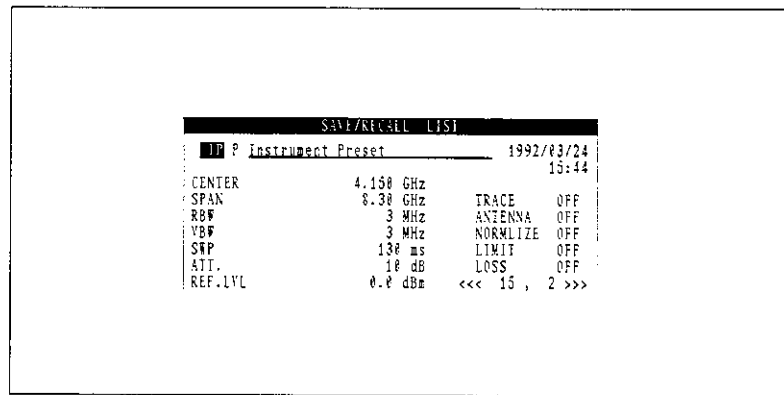 SAVE/RECALL LIST
IP P Instrument Preset 1992/03/24
15:44
CENTER 4.150 GHz
SPAN 8.30 GHz TRACE OFF
RBW 3 MHz ANTENNA OFF
VBW 3 MHz NORMLIZE OFF
SWP 130 ms LIMIT OFF
ATT. 10 dB LOSS OFF
REF.LVL 0.0 dBm <<< 15 , 2 >>>